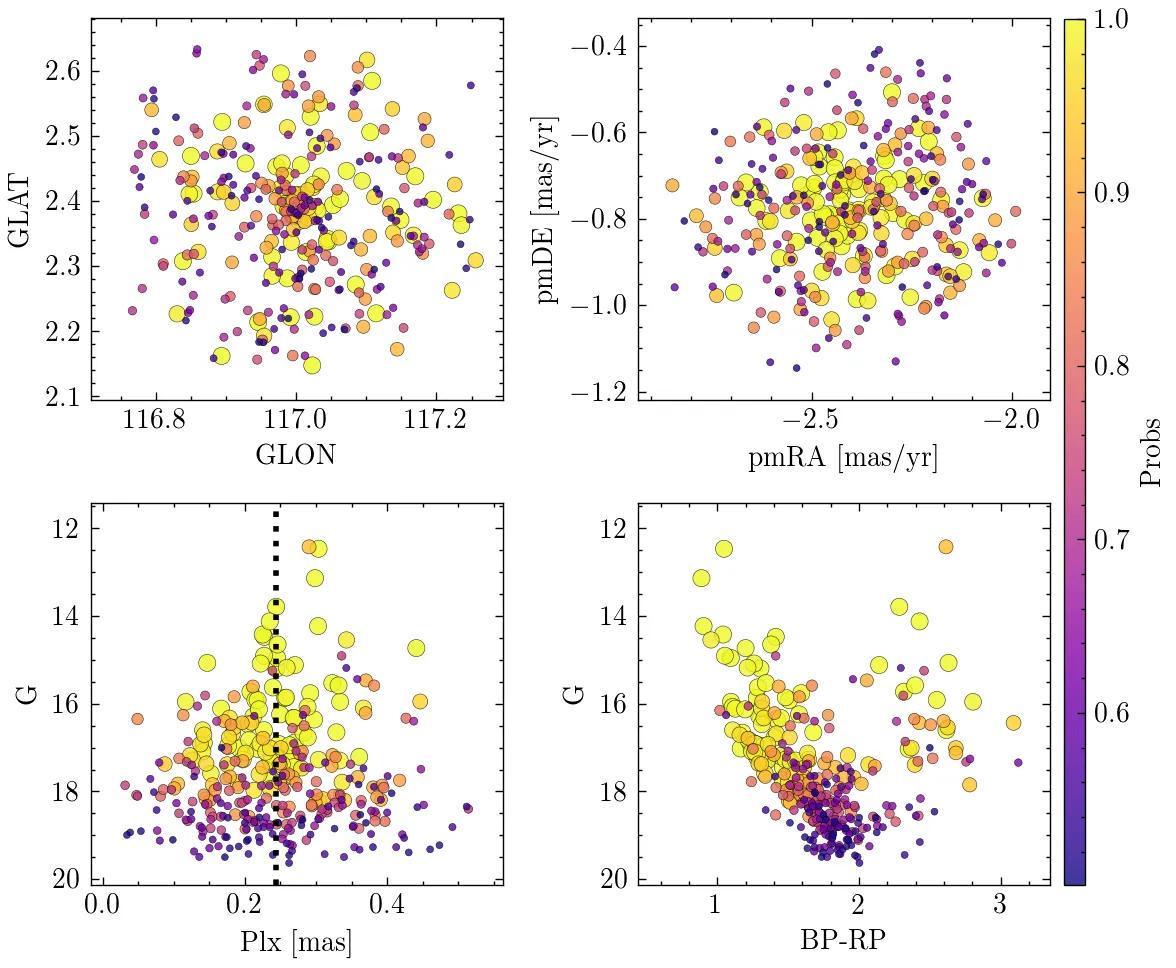 2.6
2.5
2.4
2.3
2.2
2.1
GLAT
116.8 117.0 117.2
GLON
−0.4
−0.6
−0.8
−1.0
−1.2
pmDE [mas/yr]
−2.5 −2.0
pmRA [mas/yr]
12
14
16
18
20
G
0.0 0.2 0.4
Plx [mas]
12
14
16
18
20
G
1 2 3
BP-RP
1.0
0.9
0.8
0.7
0.6
Probs